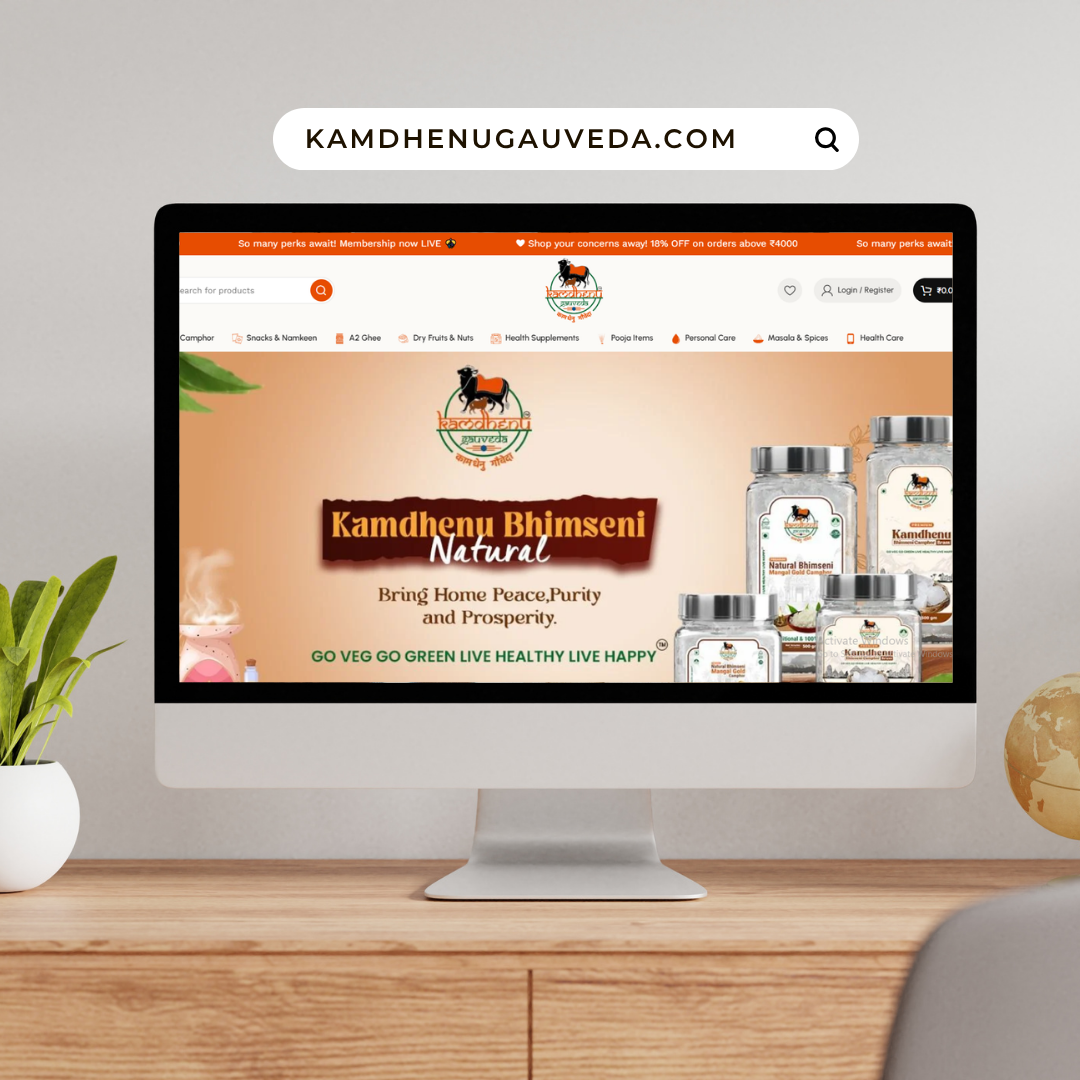 KAMDHENUGAUVEDA.COM
So many perks await! Membership now LIVE
Shop your concerns away! 18% OFF on orders above ₹4000
So many perks await
earch for products
kamdhenu
gauveda
कामधेनु गौवेदा
Login / Register
₹0.0
Camphor
Snacks & Namkeen
A2 Ghee
Dry Fruits & Nuts
Health Supplements
Pooja Items
Personal Care
Masala & Spices
Health Care
kamdhenu
gauveda
कामधेनु गौवेदा
Kamdhenu Bhimseni
Natural
Bring Home Peace,Purity
and Prosperity.
GO VEG GO GREEN LIVE HEALTHY LIVE HAPPY TM
Natural Bhimseni
Mangal Gold Camphor
Kamdhenu
Bhimseni Camphor
Natural Bhimseni
Mangal Gold
Camphor
Kamdhenu
Bhimseni Camphor
ctivate Windows